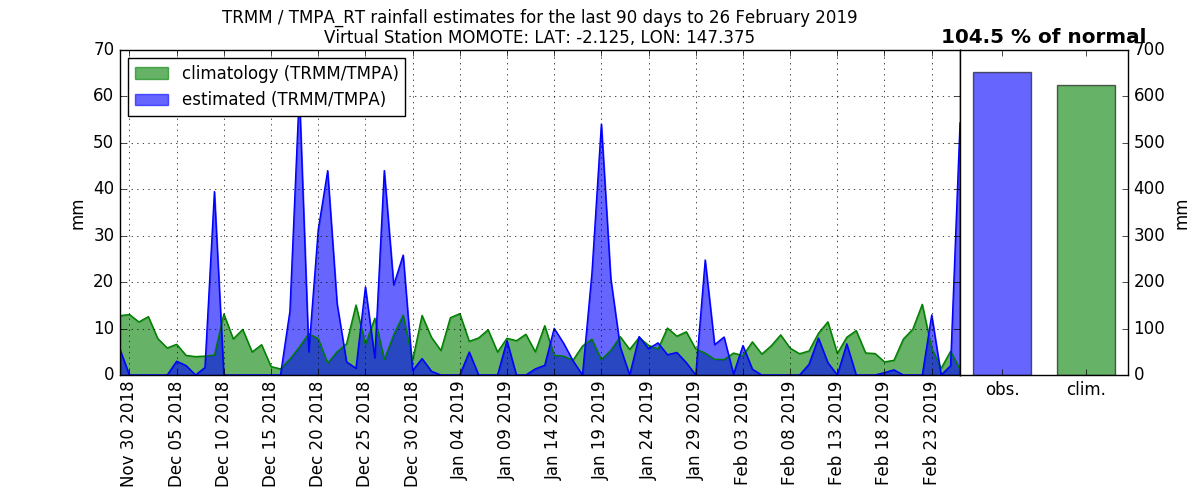 TRMM / TMPA_RT rainfall estimates for the last 90 days to 26 February 2019
Virtual Station MOMOTE: LAT: -2.125, LON: 147.375
104.5 % of normal
climatology (TRMM/TMPA)
estimated (TRMM/TMPA)
70
60
50
40
30
20
10
0
mm
700
600
500
400
300
200
100
0
mm
Nov 30 2018
Dec 05 2018
Dec 10 2018
Dec 15 2018
Dec 20 2018
Dec 25 2018
Dec 30 2018
Jan 04 2019
Jan 09 2019
Jan 14 2019
Jan 19 2019
Jan 24 2019
Jan 29 2019
Feb 03 2019
Feb 08 2019
Feb 13 2019
Feb 18 2019
Feb 23 2019
obs.
clim.